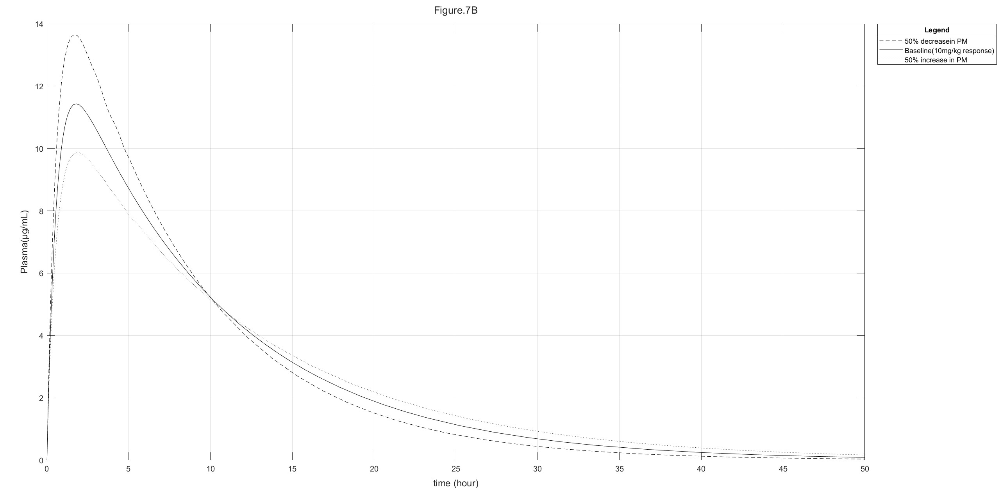 Figure.7B
14
12
10
8
6
4
2
0
Plasma(µg/mL)
0 5 10 15 20 25 30 35 40 45 50
time (hour)
Legend
50% decreasein PM
Baseline(10mg/kg response)
50% increase in PM